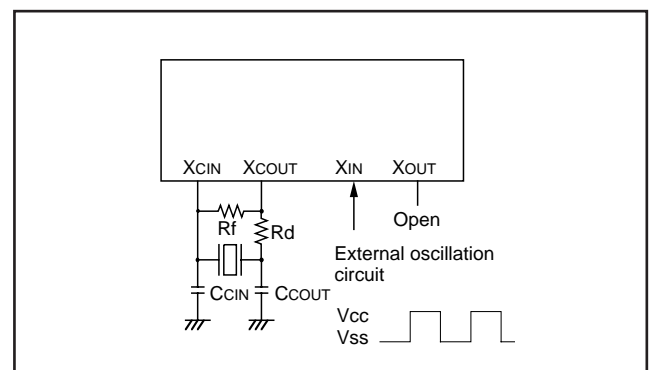 XCIN XCOUT XIN XOUT
Rf
Rd
Open
External oscillation
circuit
CCIN CCOUT
Vcc
Vss